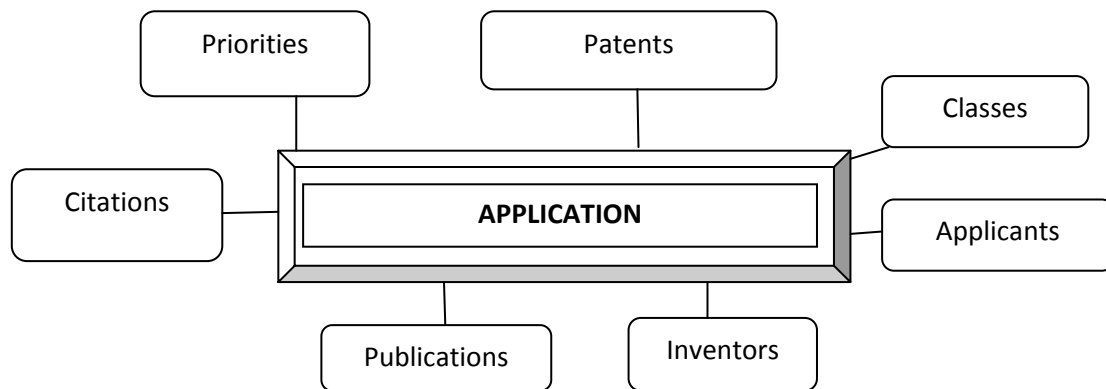 Priorities
Patents
Classes
Citations
APPLICATION
Applicants
Publications
Inventors